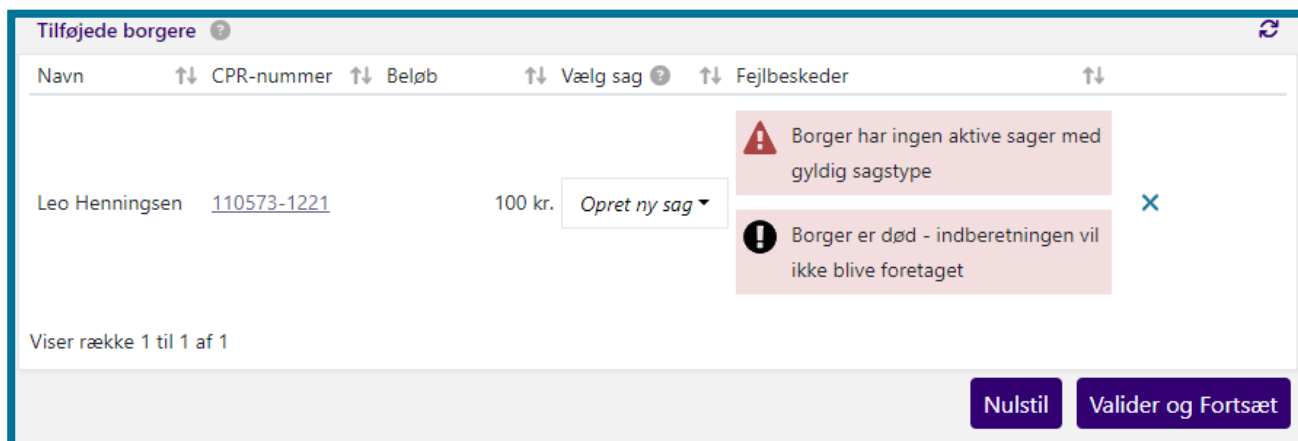 Tilføjede borgere
Navn CPR-nummer Beløb Vælg sag Fejlbeskeder
Borger har ingen aktive sager med
gyldig sagstype
Leo Henningsen 110573-1221 100 kr. Opret ny sag
Borger er død - indberetningen vil
ikke blive foretaget
Viser række 1 til 1 af 1
Nulstil Valider og Fortsæt